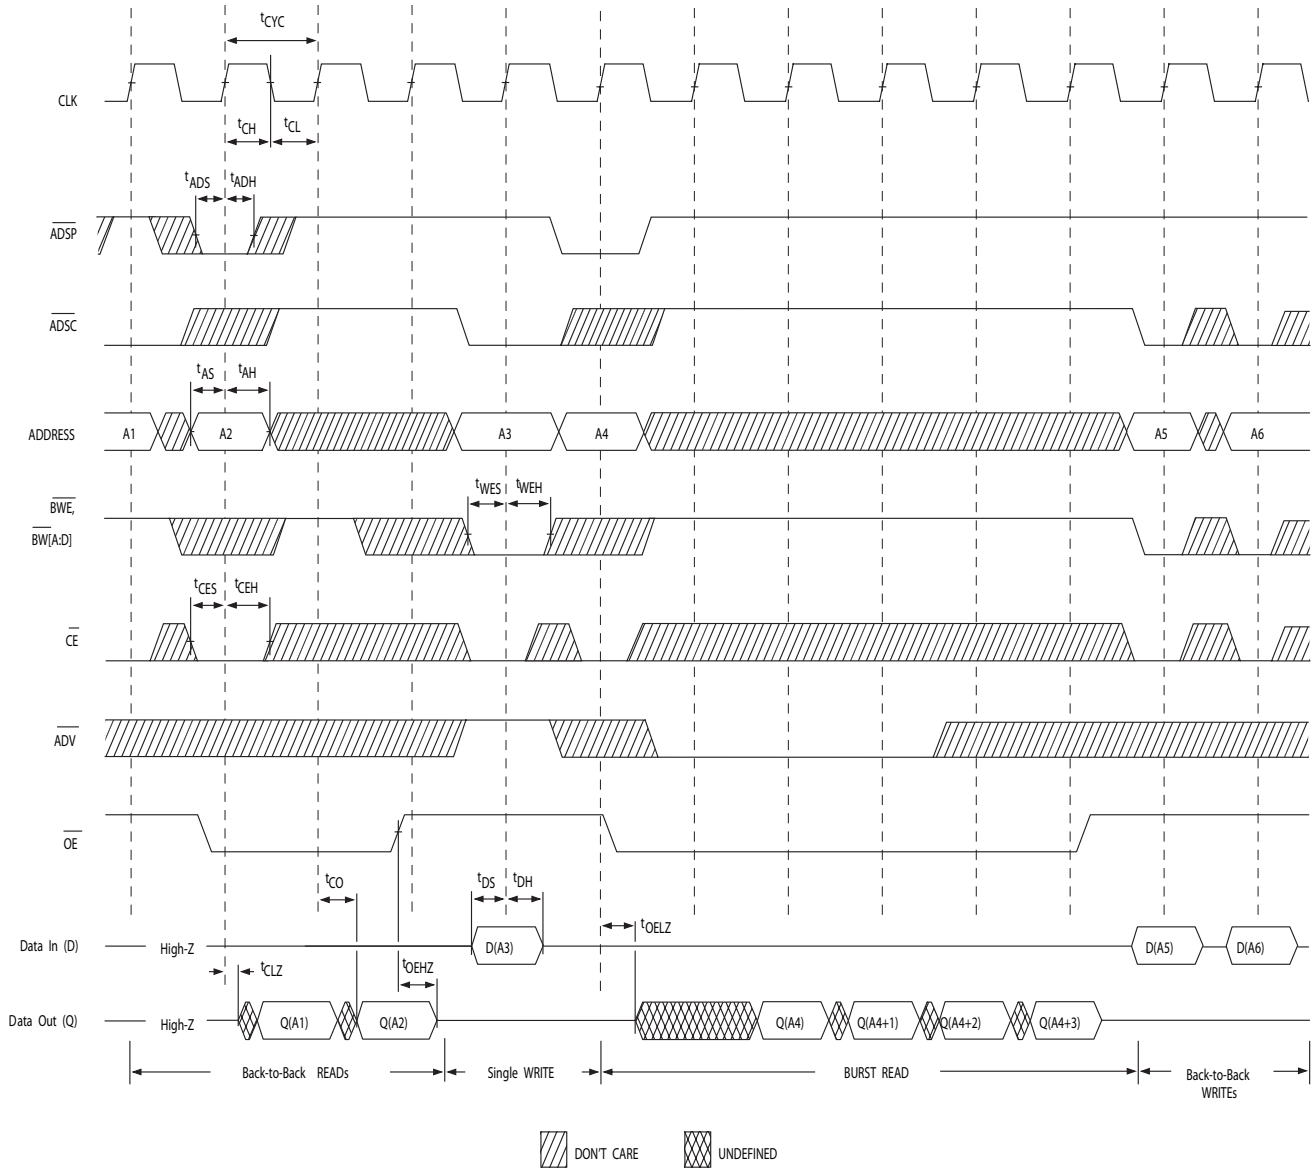 tCYC
CLK
tCH tCL
tADS tADH
ADSP
ADSC
tAS tAH
ADDRESS A1 A2 A3 A4 A5 A6
tWES tWEH
BWE,
BW[A:D]
tCES tCEH
CE
ADV
OE
tCO tDS tDH
tOELZ
Data In (D) High-Z D(A3) D(A5) D(A6)
tCLZ tOEHZ
Data Out (Q) High-Z Q(A1) Q(A2) Q(A4) Q(A4+1) Q(A4+2) Q(A4+3)
Back-to-Back READs Single WRITE BURST READ Back-to-Back
WRITEs
DON'T CARE UNDEFINED